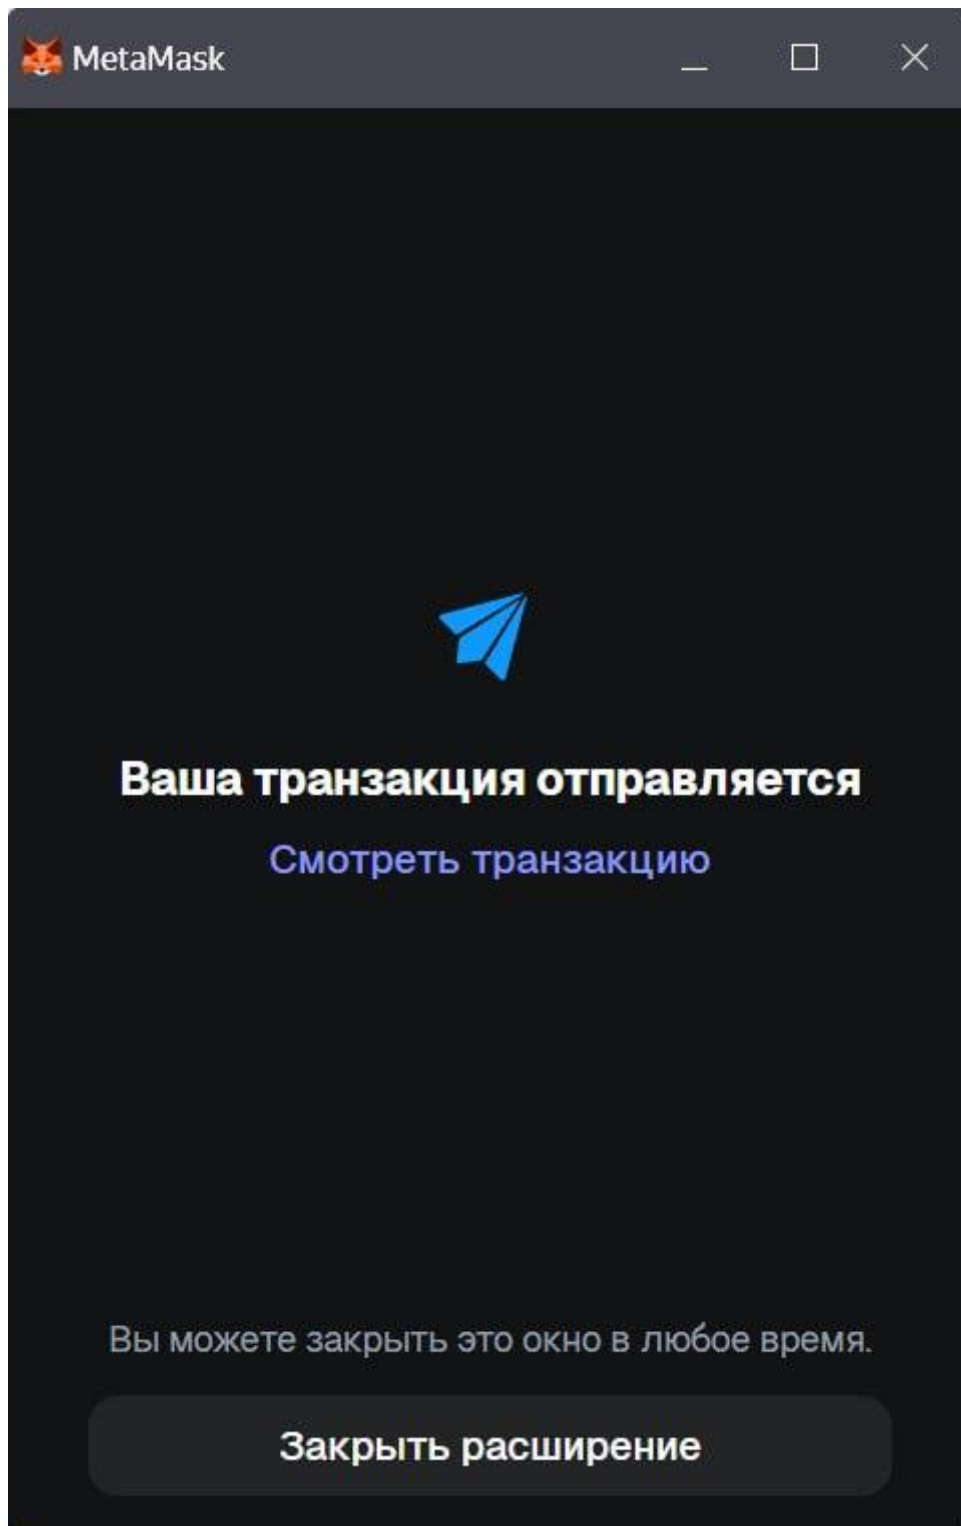 MetaMask
Ваша транзакция отправляется
Смотреть транзакцию
Вы можете закрыть это окно в любое время.
Закрыть расширение